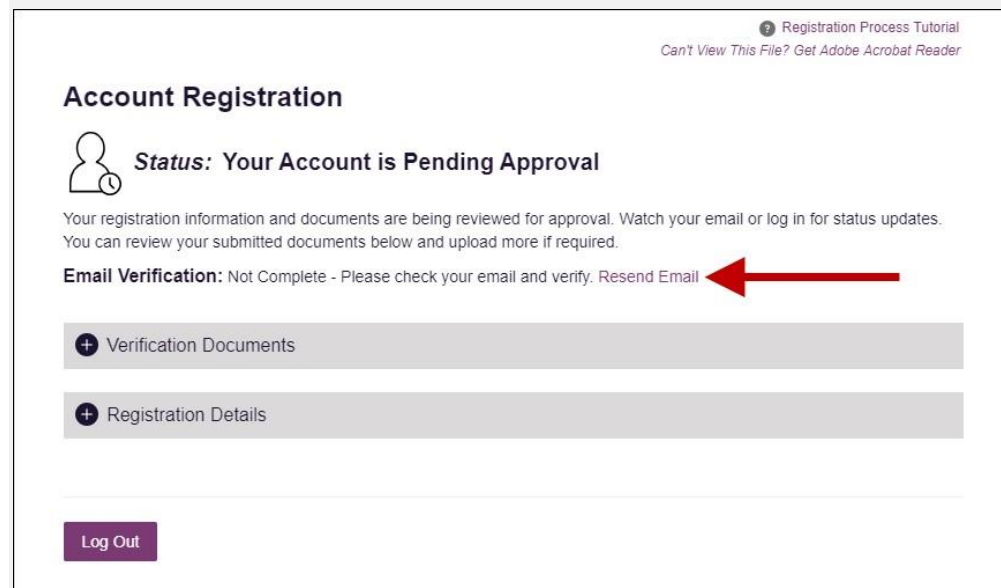 Registration Process Tutorial
Can't View This File? Get Adobe Acrobat Reader
Account Registration
Status: Your Account is Pending Approval
Your registration information and documents are being reviewed for approval. Watch your email or log in for status updates.
You can review your submitted documents below and upload more if required.
Email Verification: Not Complete - Please check your email and verify. Resend Email
Verification Documents
Registration Details
Log Out